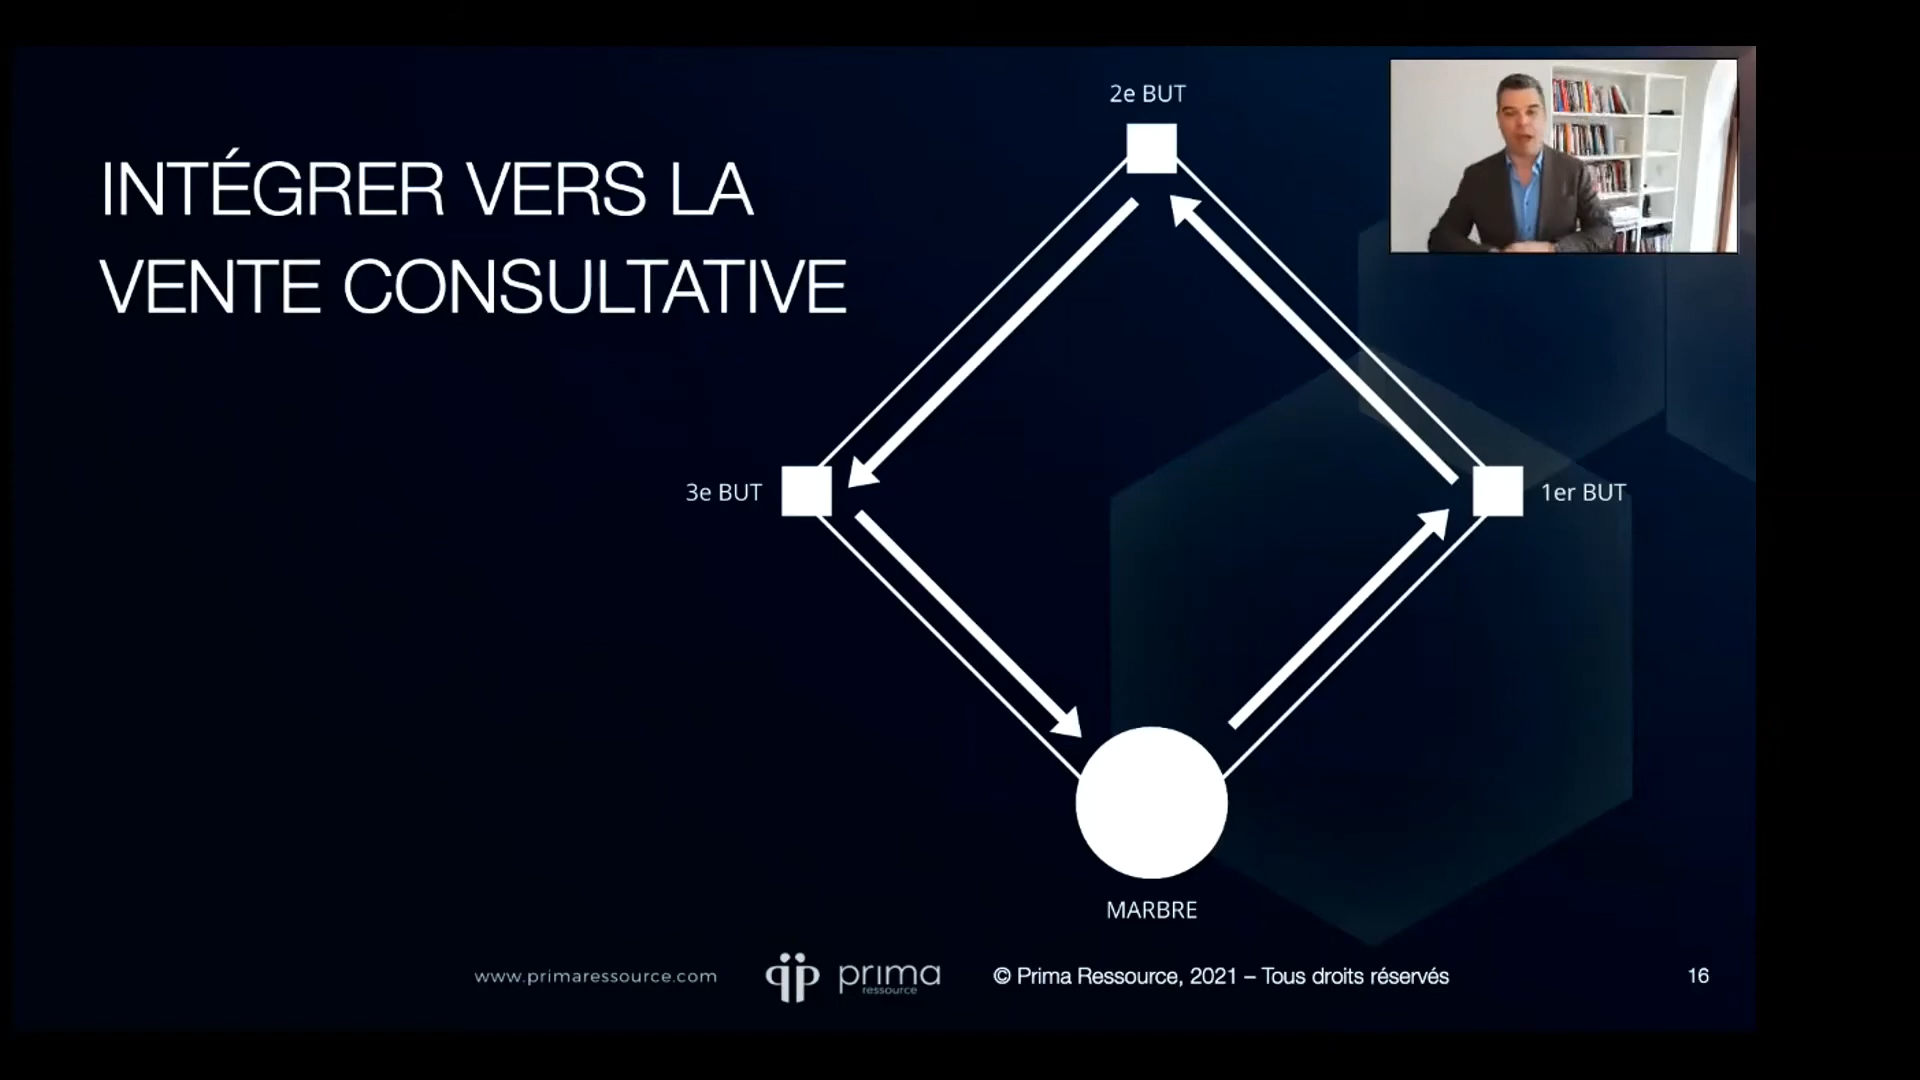 INTÉGRER VERS LA
VENTE CONSULTATIVE
2e BUT
3e BUT
1er BUT
MARBRE
www.primaressource.com
prima
ressource
© Prima Ressource, 2021 – Tous droits réservés
16